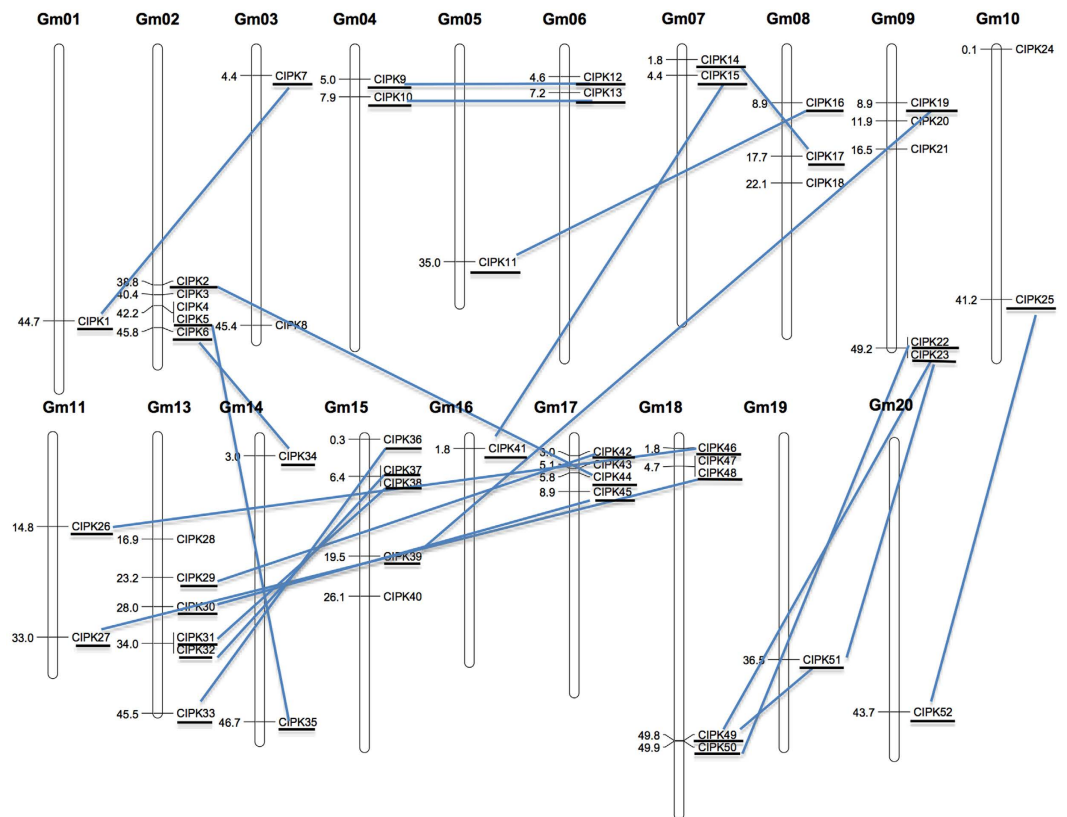 Gm01 Gm02 Gm03 Gm04 Gm05 Gm06 Gm07 Gm08 Gm09 Gm10
44.7 CIPK1
38.8 CIPK2
40.4 CIPK3
42.2 CIPK4
CIPK5
45.8 CIPK6
4.4 CIPK7
45.4 CIPK8
5.0 CIPK9
7.9 CIPK10
35.0 CIPK11
4.6 CIPK12
7.2 CIPK13
1.8 CIPK14
4.4 CIPK15
8.9 CIPK16
17.7 CIPK17
22.1 CIPK18
8.9 CIPK19
11.9 CIPK20
16.5 CIPK21
49.2 CIPK22
CIPK23
0.1 CIPK24
41.2 CIPK25
Gm11 Gm13 Gm14 Gm15 Gm16 Gm17 Gm18 Gm19 Gm20
14.8 CIPK26
33.0 CIPK27
16.9 CIPK28
23.2 CIPK29
28.0 CIPK30
34.0 CIPK31
CIPK32
45.5 CIPK33
3.0 CIPK34
46.7 CIPK35
0.3 CIPK36
6.4 CIPK37
CIPK38
19.5 CIPK39
26.1 CIPK40
1.8 CIPK41
3.0 CIPK42
5.1 CIPK43
5.8 CIPK44
8.9 CIPK45
1.8 CIPK46
4.7 CIPK47
CIPK48
49.8 CIPK49
49.9 CIPK50
36.5 CIPK51
43.7 CIPK52